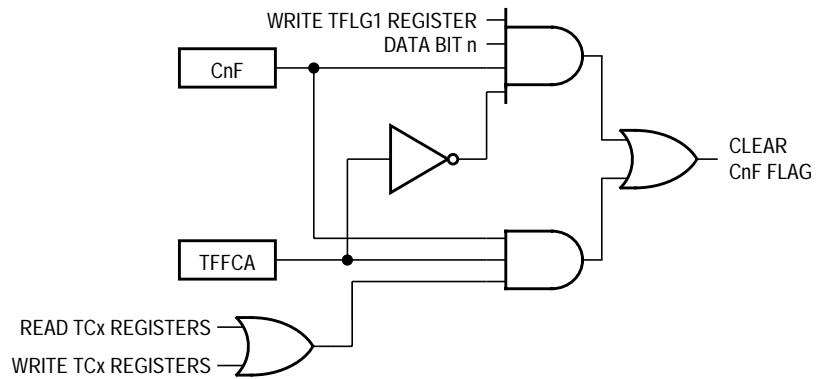 WRITE TFLG1 REGISTER
DATA BIT n
CnF
CLEAR
CnF FLAG
TFFCA
READ TCx REGISTERS
WRITE TCx REGISTERS